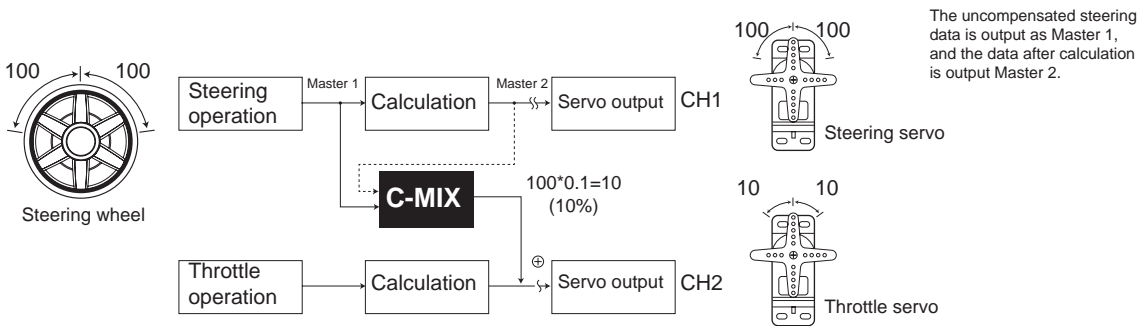 The uncompensated steering
data is output as Master 1,
and the data after calculation
is output Master 2.
100 100
100 100
Steering
operation
Master 1
Calculation
Master 2
Servo output
CH1
Steering servo
Steering wheel
C-MIX
100*0.1=10
(10%)
10 10
Throttle
operation
Calculation
⊕
Servo output
CH2
Throttle servo